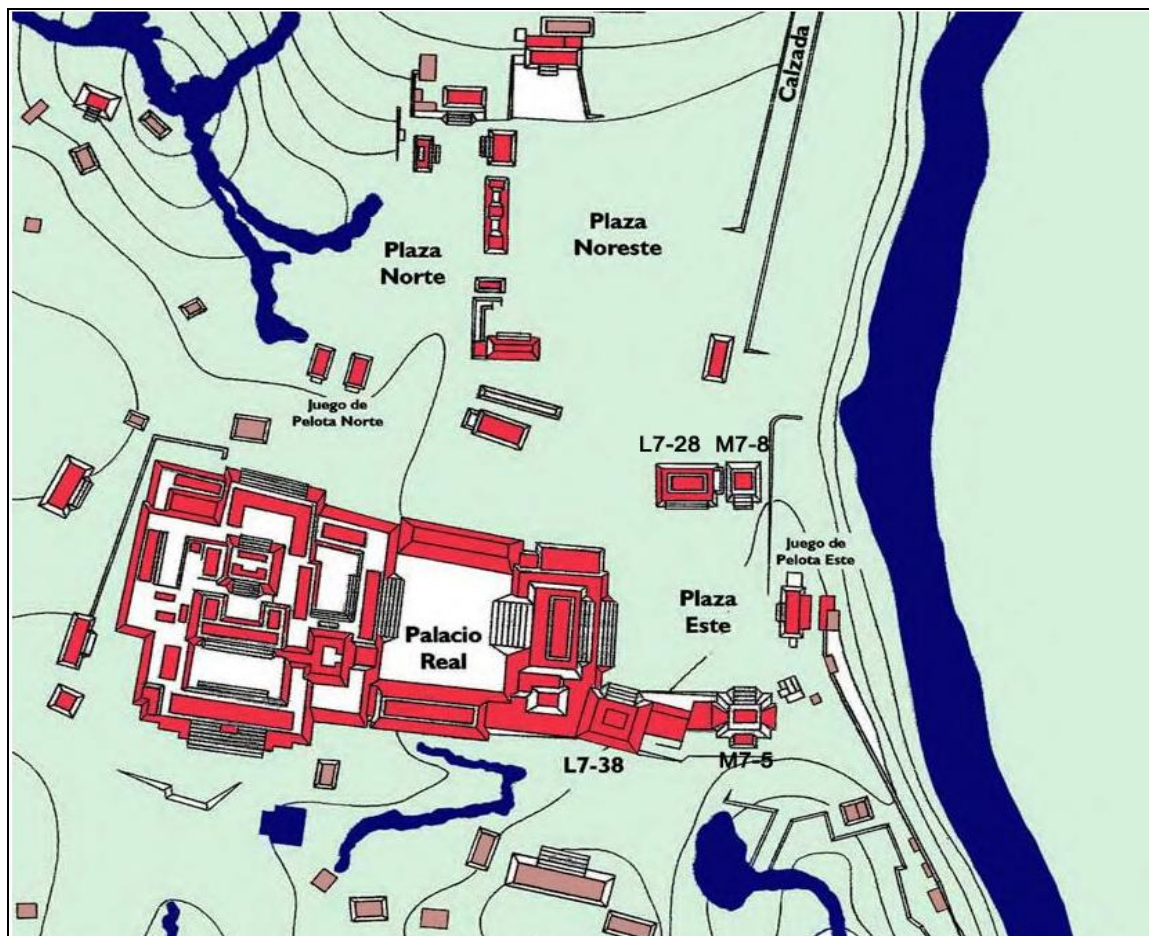 Calzada
Plaza
Noreste
Plaza
Norte
Juego de
Pelota Norte
L7-28 M7-8
Juego de
Pelota Este
Plaza
Este
Palacio
Real
L7-38
M7-5